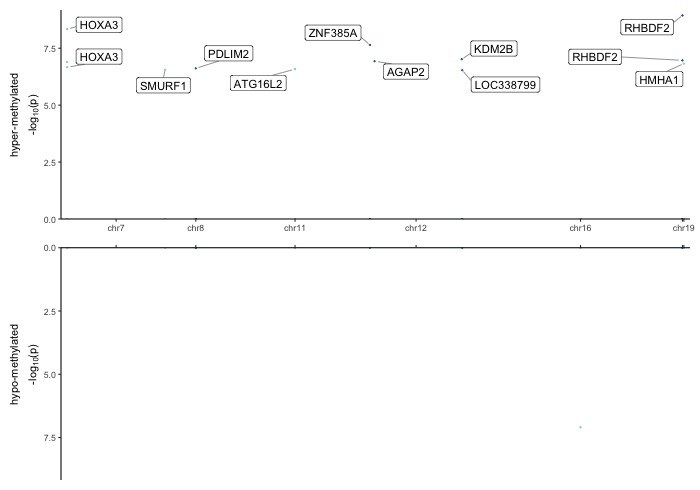 hyper-methylated
-log10(p)
7.5
5.0
2.5
0.0
HOXA3
HOXA3
SMURF1
PDLIM2
ATG16L2
ZNF385A
AGAP2
KDM2B
LOC338799
RHBDF2
RHBDF2
HMHA1
chr7 chr8 chr11 chr12 chr16 chr19
hypo-methylated
-log10(p)
0.0
2.5
5.0
7.5